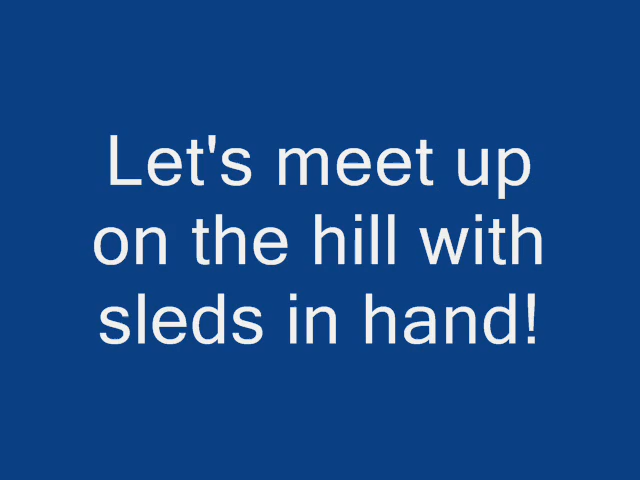 Let's meet up
on the hill with
sleds in hand!